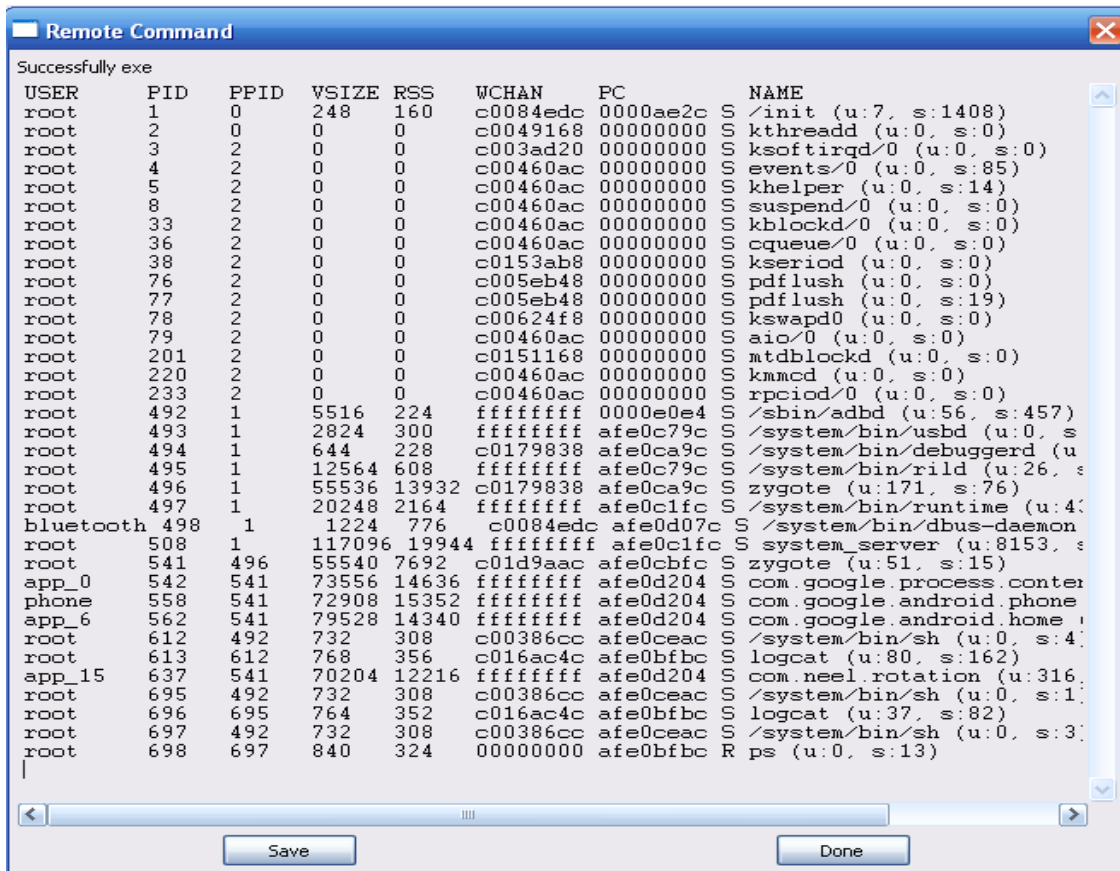 Remote Command
Successfully exe
USER PID PPID VSIZE RSS WCHAN PC NAME
root 1 0 248 160 c0084edc 0000ae2c S /init (u:7, s:1408)
root 2 0 0 0 c0049168 00000000 S kthreadd (u:0, s:0)
root 3 2 0 0 c003ad20 00000000 S ksoftirqd/0 (u:0, s:0)
root 4 2 0 0 c00460ac 00000000 S events/0 (u:0, s:85)
root 5 2 0 0 c00460ac 00000000 S khelper (u:0, s:14)
root 8 2 0 0 c00460ac 00000000 S suspend/0 (u:0, s:0)
root 33 2 0 0 c00460ac 00000000 S kblockd/0 (u:0, s:0)
root 36 2 0 0 c00460ac 00000000 S cqueue/0 (u:0, s:0)
root 38 2 0 0 c0153ab8 00000000 S kseriod (u:0, s:0)
root 76 2 0 0 c005eb48 00000000 S pdflush (u:0, s:0)
root 77 2 0 0 c005eb48 00000000 S pdflush (u:0, s:19)
root 78 2 0 0 c00624f8 00000000 S kswapd0 (u:0, s:0)
root 79 2 0 0 c00460ac 00000000 S aio/0 (u:0, s:0)
root 201 2 0 0 c0151168 00000000 S mtdblockd (u:0, s:0)
root 220 2 0 0 c00460ac 00000000 S kmmcd (u:0, s:0)
root 233 2 0 0 c00460ac 00000000 S rpciod/0 (u:0, s:0)
root 492 1 5516 224 ffffffff 0000e0e4 S /sbin/adbd (u:56, s:457)
root 493 1 2824 300 ffffffff afe0c79c S /system/bin/usbd (u:0, s
root 494 1 644 228 c0179838 afe0ca9c S /system/bin/debuggerd (u
root 495 1 12564 608 ffffffff afe0c79c S /system/bin/rild (u:26,
root 496 1 55536 13932 c0179838 afe0ca9c S zygote (u:171, s:76)
root 497 1 20248 2164 ffffffff afe0c1fc S /system/bin/runtime (u:4
bluetooth 498 1 1224 776 c0084edc afe0d07c S /system/bin/dbus-daemon
root 508 1 117096 19944 ffffffff afe0c1fc S system_server (u:8153,
root 541 496 55540 7692 c01d9aac afe0cbfc S zygote (u:51, s:15)
app_0 542 541 73556 14636 ffffffff afe0d204 S com.google.process.conten
phone 558 541 72908 15352 ffffffff afe0d204 S com.google.android.phone
app_6 562 541 79528 14340 ffffffff afe0d204 S com.google.android.home
root 612 492 732 308 c00386cc afe0ceac S /system/bin/sh (u:0, s:4
root 613 612 768 356 c016ac4c afe0bfbc S logcat (u:80, s:162)
app_15 637 541 70204 12216 ffffffff afe0d204 S com.neel.rotation (u:316,
root 695 492 732 308 c00386cc afe0ceac S /system/bin/sh (u:0, s:1
root 696 695 764 352 c016ac4c afe0bfbc S logcat (u:37, s:82)
root 697 492 732 308 c00386cc afe0ceac S /system/bin/sh (u:0, s:3
root 698 697 840 324 00000000 afe0bfbc R ps (u:0, s:13)
Save Done